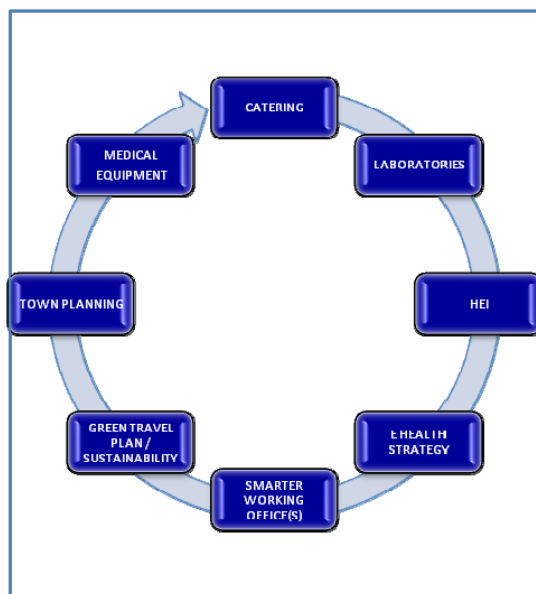 CATERING
LABORATORIES
HEI
EHEALTH
STRATEGY
SMARTER
WORKING
OFFICE(S)
GREEN TRAVEL
PLAN /
SUSTAINABILITY
TOWN PLANNING
MEDICAL
EQUIPMENT